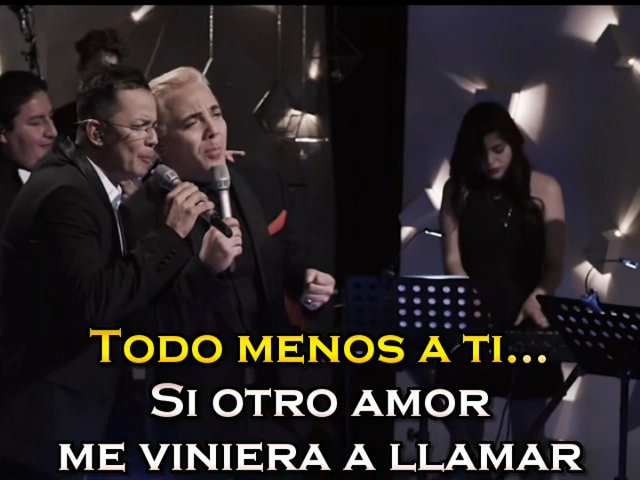 Todo menos a ti...
Si otro amor
me viniera a llamar